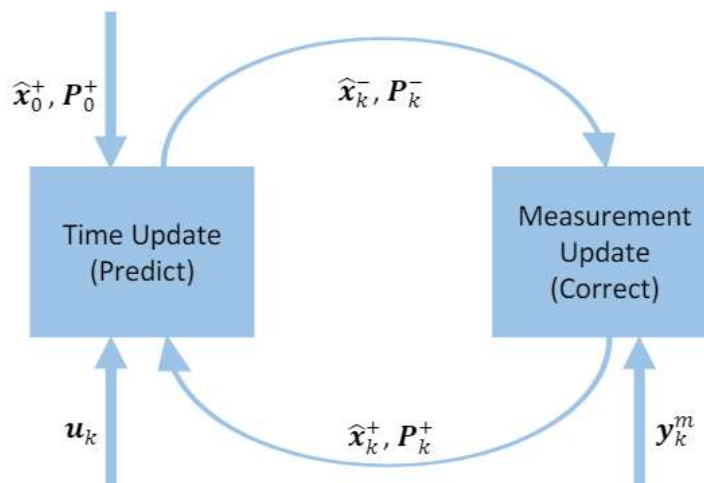 x̂₀⁺, P₀⁺
x̂ₖ⁻, Pₖ⁻
Time Update
(Predict)
Measurement
Update
(Correct)
uₖ
x̂ₖ⁺, Pₖ⁺
yₖᵐ